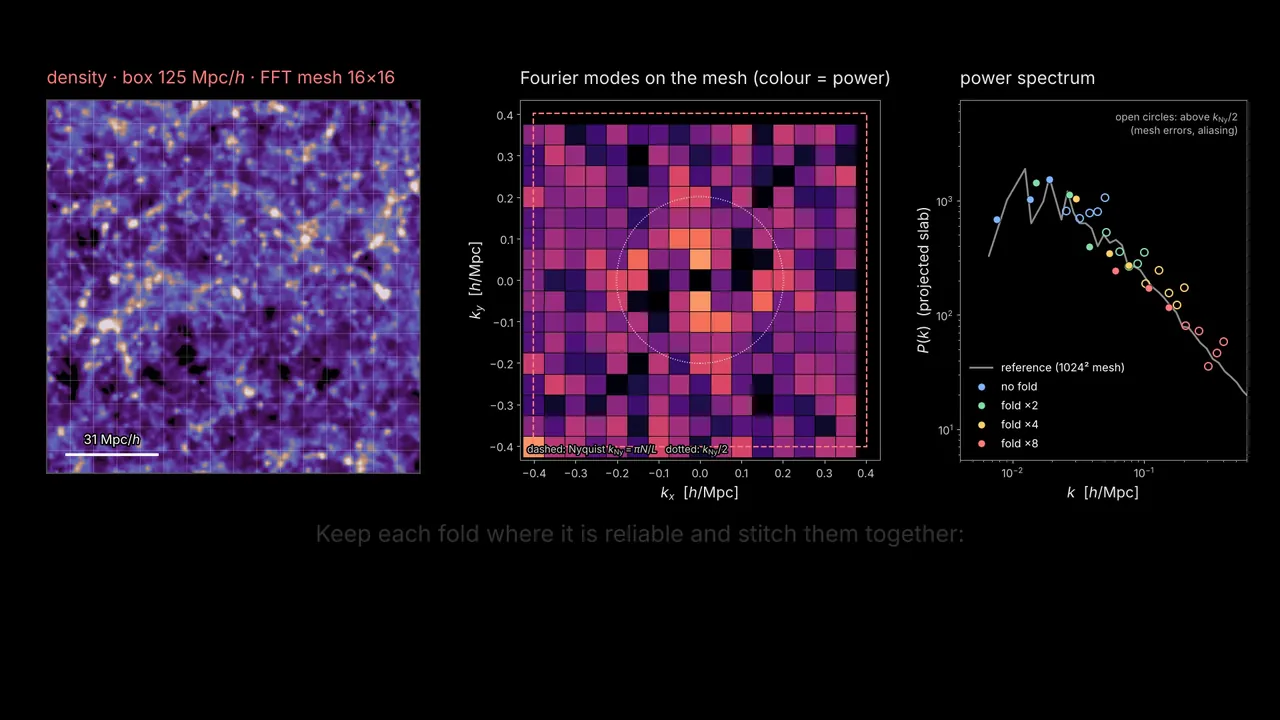 density · box 125 Mpc/h · FFT mesh 16×16
31 Mpc/h
Fourier modes on the mesh (colour = power)
k_y [h/Mpc]
0.4
0.3
0.2
0.1
0.0
−0.1
−0.2
−0.3
−0.4
dashed: Nyquist k_Ny = πN/L dotted: k_Ny/2
−0.4 −0.3 −0.2 −0.1 0.0 0.1 0.2 0.3 0.4
k_x [h/Mpc]
power spectrum
open circles: above k_Ny/2
(mesh errors, aliasing)
P(k) (projected slab)
10³
10²
10¹
reference (1024² mesh)
no fold
fold ×2
fold ×4
fold ×8
10⁻² 10⁻¹
k [h/Mpc]
Keep each fold where it is reliable and stitch them together: